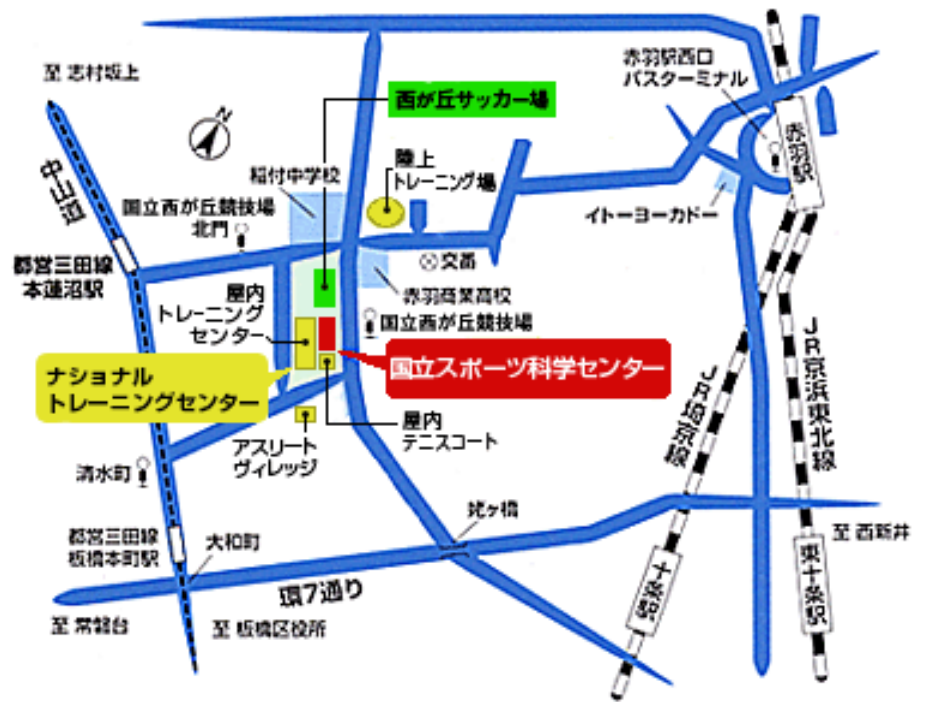 至 志村坂上
赤羽駅西口
バスターミナル
西が丘サッカー場
N
中山道
稲付中学校
陸上
トレーニング場
赤羽駅
国立西が丘競技場
北門
イトーヨーカドー
都営三田線
本蓮沼駅
交番
屋内
トレーニング
センター
赤羽商業高校
国立西が丘競技場
ナショナル
トレーニングセンター
国立スポーツ科学センター
JR埼京線
JR京浜東北線
アスリート
ヴィレッジ
屋内
テニスコート
清水町
姥ヶ橋
都営三田線
板橋本町駅
大和町
至 西新井
環7通り
十条駅
東十条駅
至 常盤台
至 板橋区役所